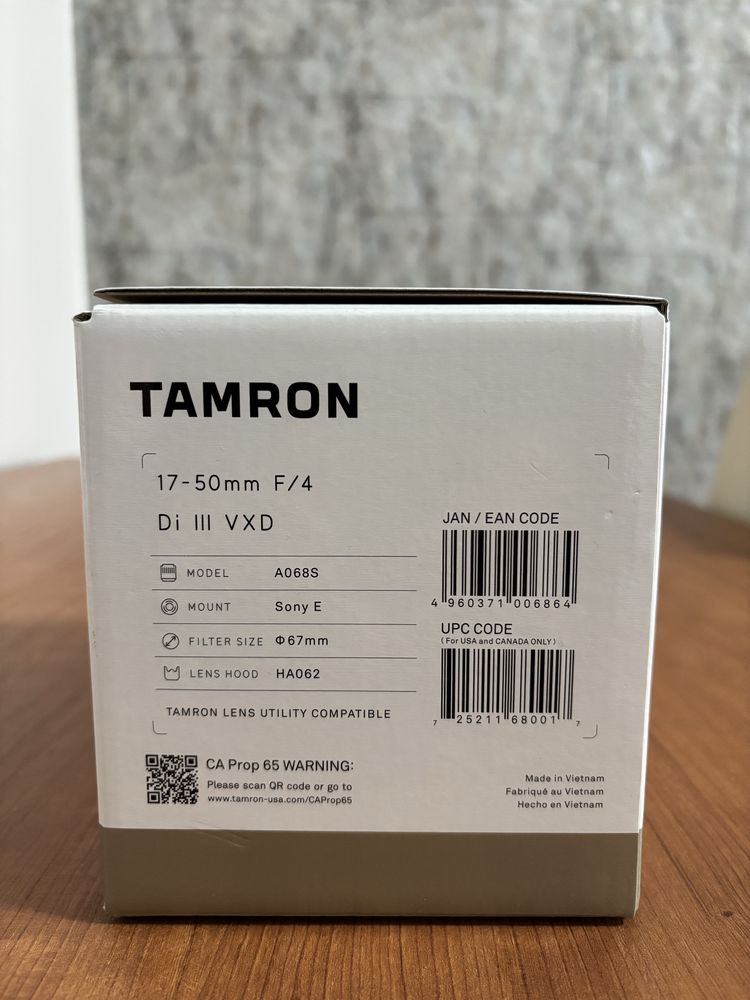 TAMRON
17-50mm F/4
Di III VXD
MODEL A068S
MOUNT Sony E
FILTER SIZE Φ67mm
LENS HOOD HA062
TAMRON LENS UTILITY COMPATIBLE
JAN / EAN CODE
4 960371 006864
UPC CODE
(For USA and CANADA ONLY)
7 25211 68001 7
CA Prop 65 WARNING:
Please scan QR code or go to
www.tamron-usa.com/CAProp65
Made in Vietnam
Fabriqué au Vietnam
Hecho en Vietnam